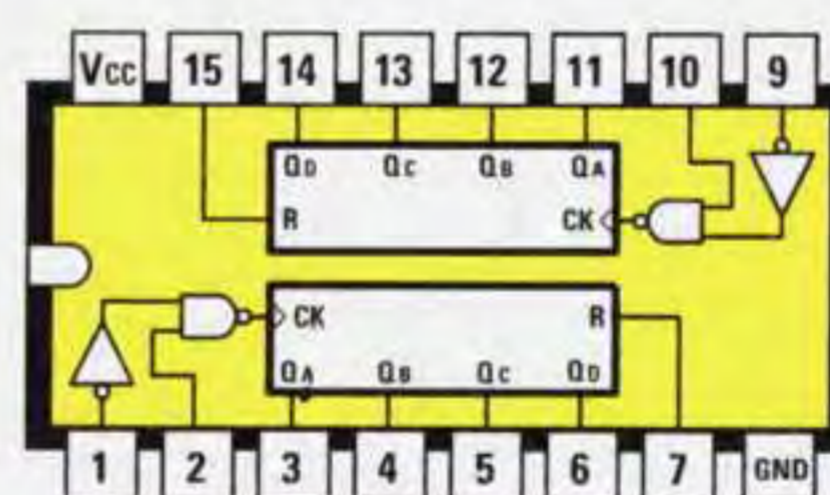 Vcc 15 14 13 12 11 10 9
QD QC QB QA
R CK
CK R
QA QB QC QD
1 2 3 4 5 6 7 GND